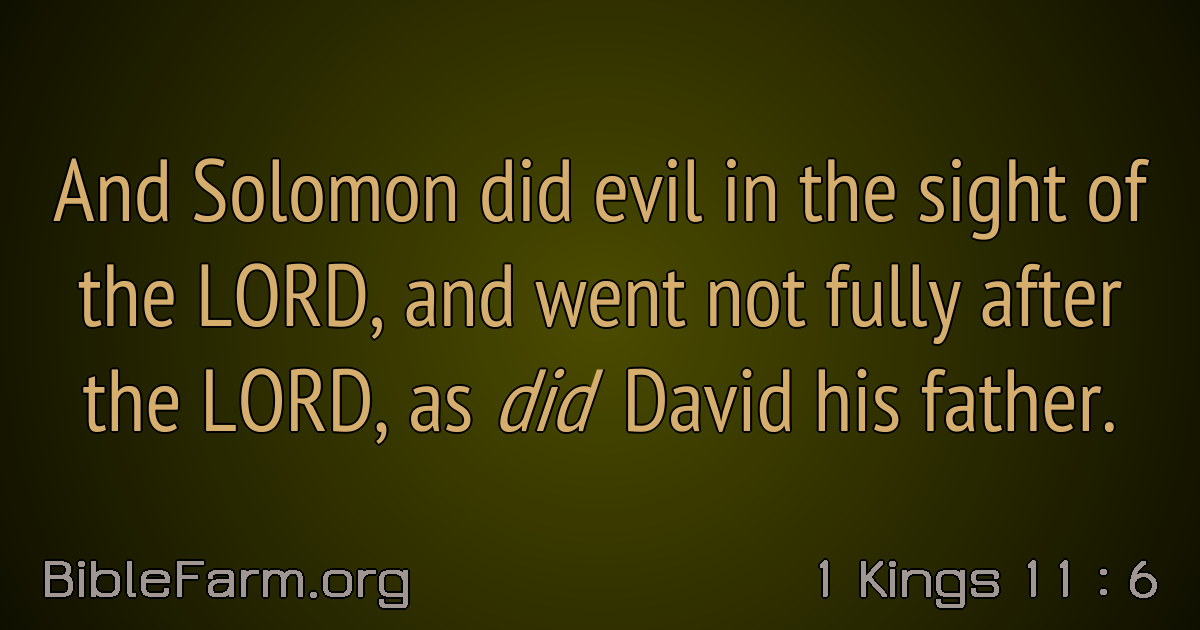 And Solomon did evil in the sight of
the LORD, and went not fully after
the LORD, as did David his father.
BibleFarm.org
1 Kings 11 : 6